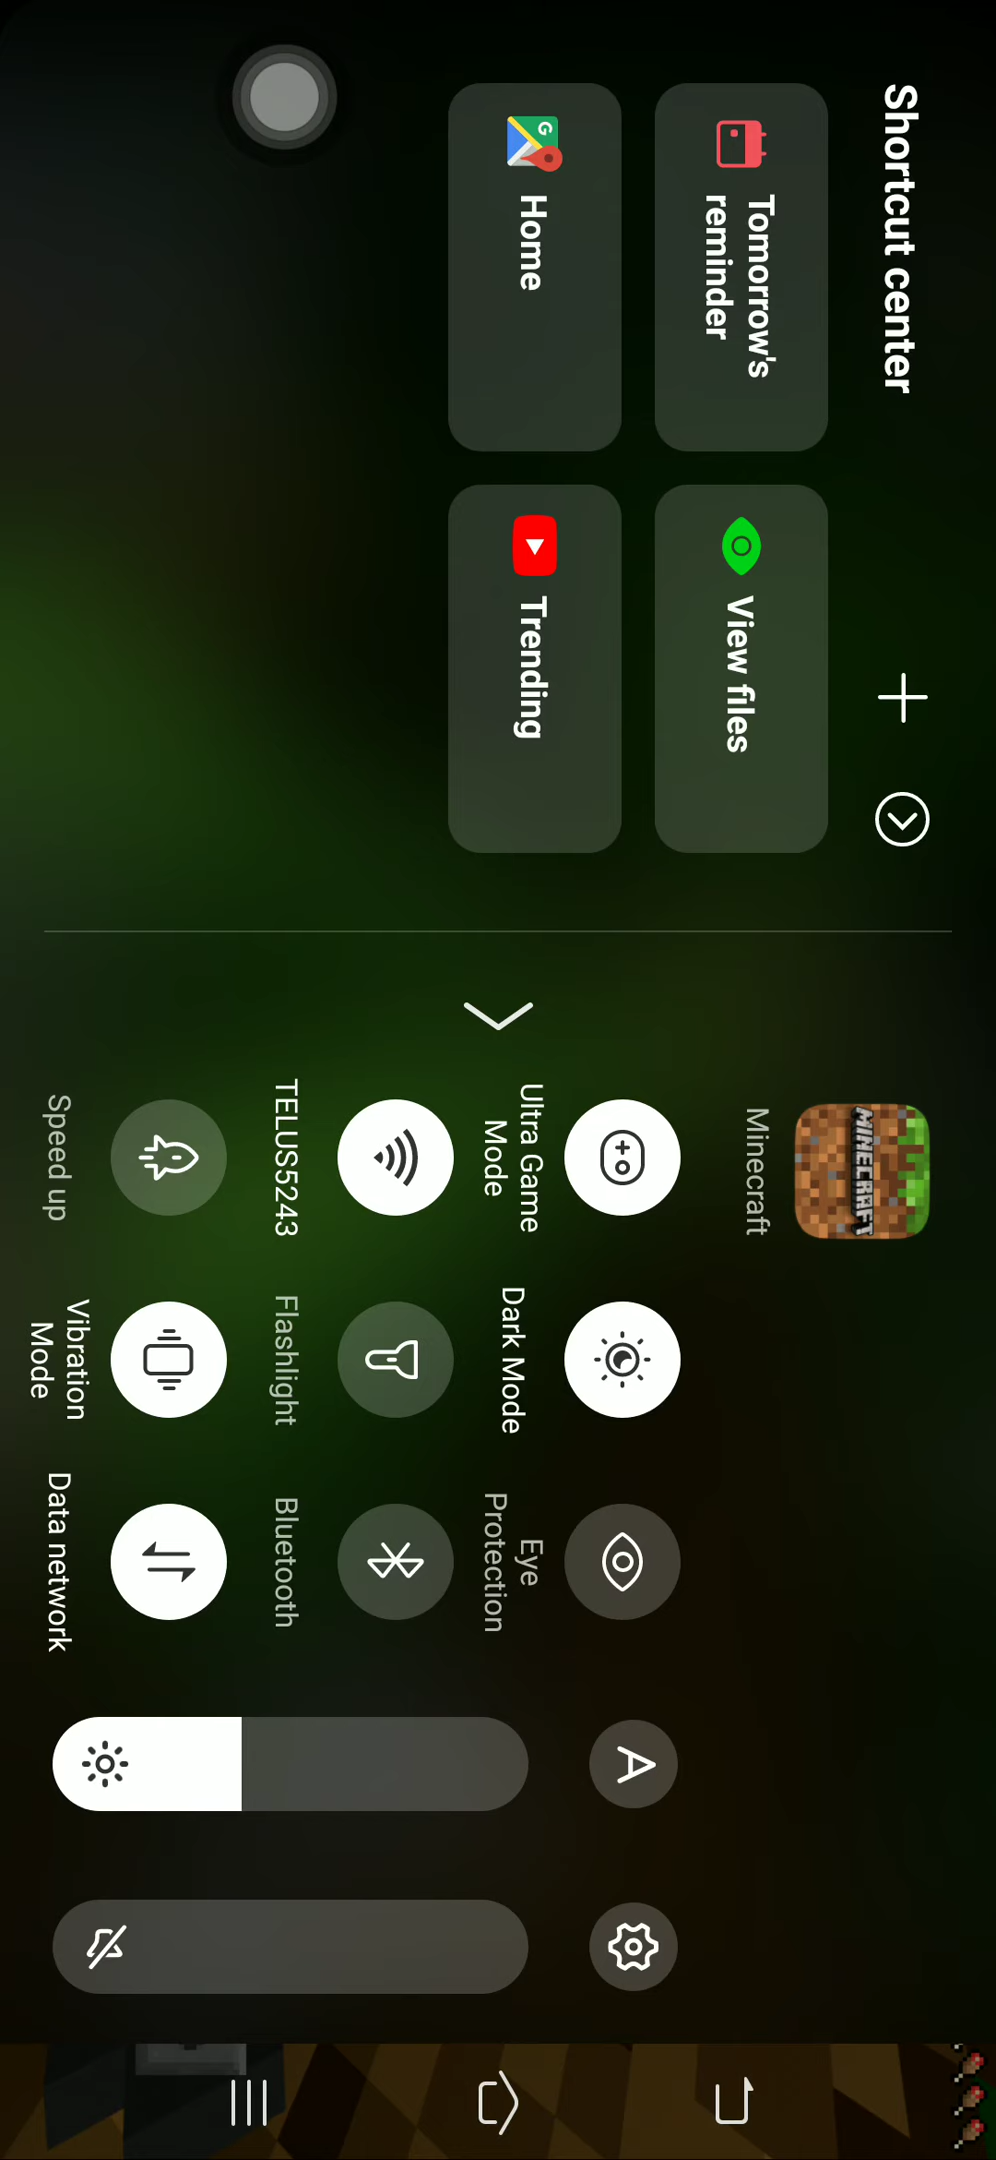 Shortcut center
Tomorrow's
reminder
View files
Home
Trending
MINECRAFT
Minecraft
Ultra Game
Mode
Dark Mode
Eye
Protection
TELUS5243
Flashlight
Bluetooth
Speed up
Vibration
Mode
Data network
A